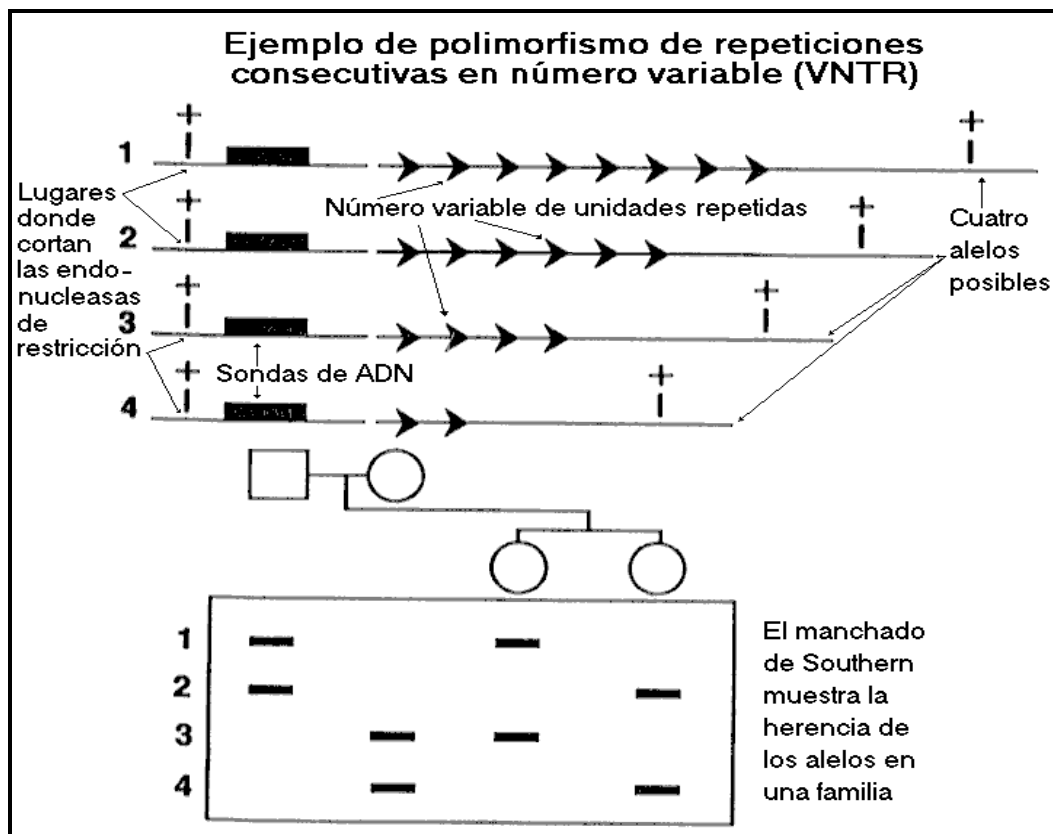 Ejemplo de polimorfismo de repeticiones
consecutivas en número variable (VNTR)
1
Lugares
donde
cortan
las endo-
nucleasas
de
restricción
Número variable de unidades repetidas
Cuatro
alelos
posibles
2
3
Sondas de ADN
4
1
2
3
4
El manchado
de Southern
muestra la
herencia de
los alelos en
una familia